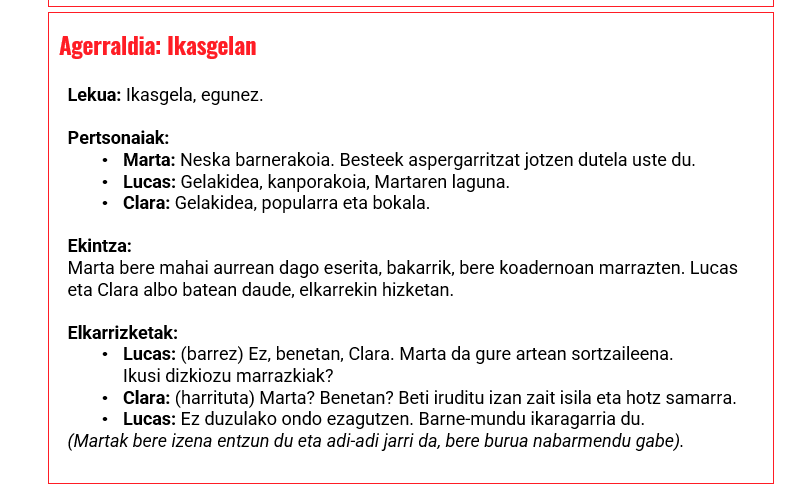 Agerraldia: Ikasgelan
Lekua: Ikasgela, egunez.
Pertsonaiak:
• Marta: Neska barnerakoia. Besteek aspergarritzat jotzen dutela uste du.
• Lucas: Gelakidea, kanporakoia, Martaren laguna.
• Clara: Gelakidea, popularra eta bokala.
Ekintza:
Marta bere mahai aurrean dago eserita, bakarrik, bere koadernoan marrazten. Lucas
eta Clara albo batean daude, elkarrekin hizketan.
Elkarrizketak:
• Lucas: (barrez) Ez, benetan, Clara. Marta da gure artean sortzaileena.
Ikusi dizkiozu marrazkiak?
• Clara: (harrituta) Marta? Benetan? Beti iruditu izan zait isila eta hotz samarra.
• Lucas: Ez duzulako ondo ezagutzen. Barne-mundu ikaragarria du.
(Martak bere izena entzun du eta adi-adi jarri da, bere burua nabarmendu gabe).